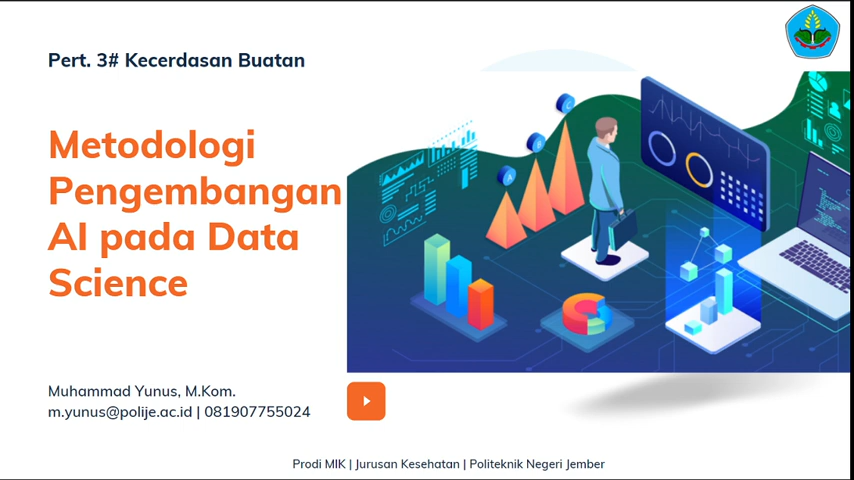 Pert. 3# Kecerdasan Buatan
Metodologi
Pengembangan
AI pada Data
Science
A
B
C
Muhammad Yunus, M.Kom.
m.yunus@polije.ac.id | 081907755024
Prodi MIK | Jurusan Kesehatan | Politeknik Negeri Jember